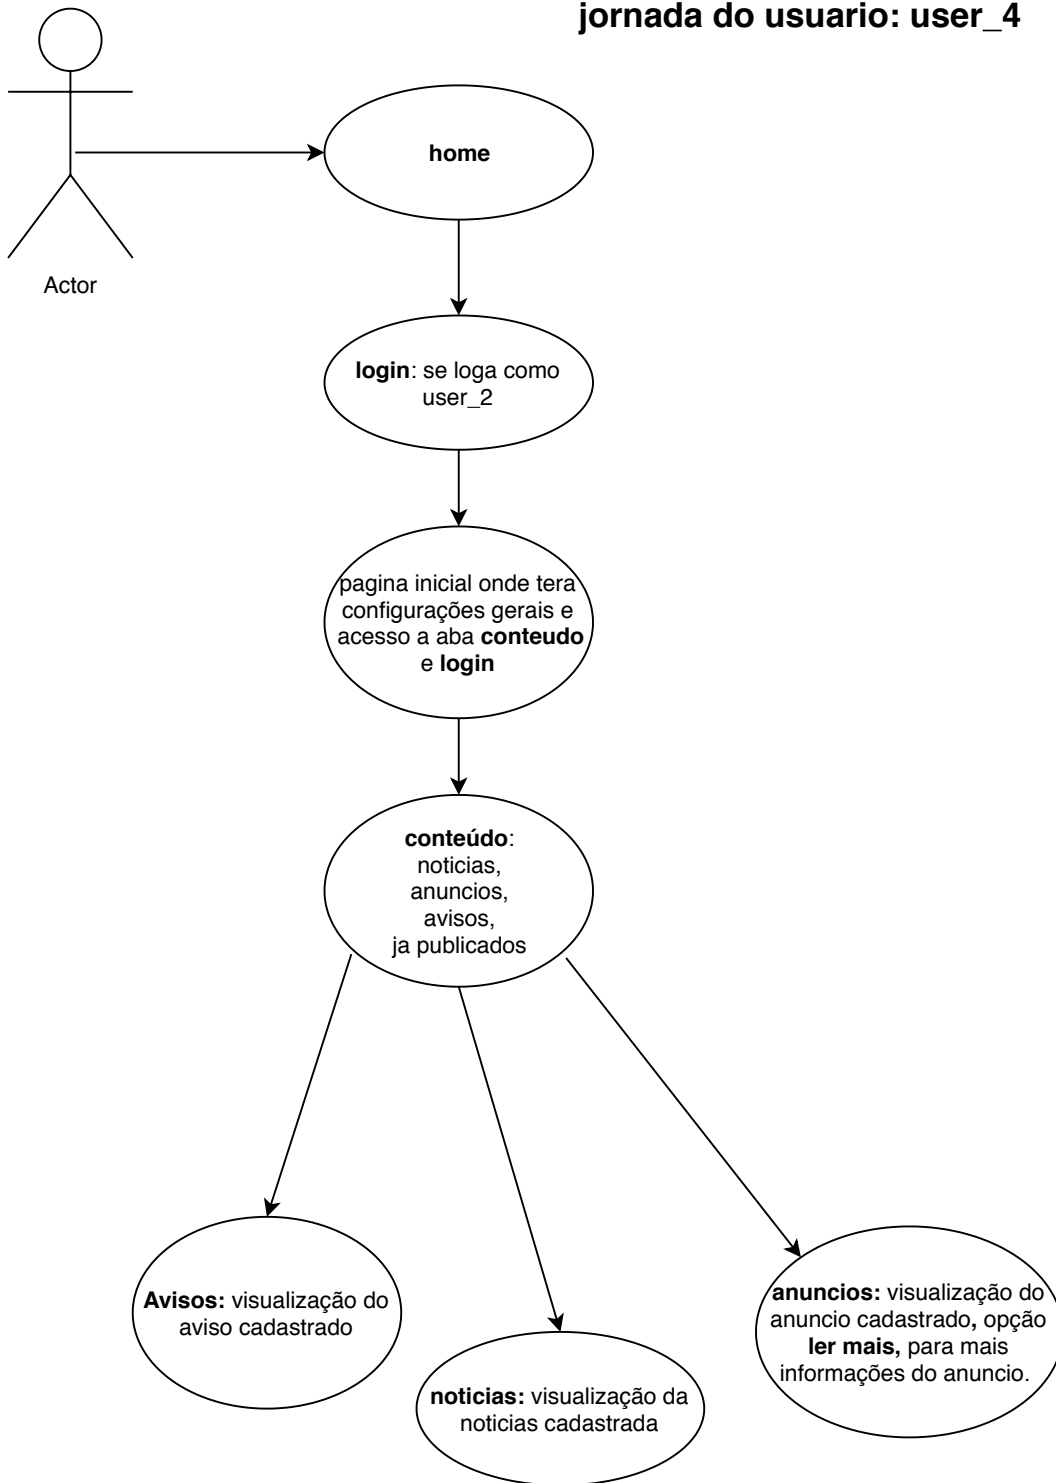 jornada do usuario: user_4
home
Actor
login: se loga como
user_2
pagina inicial onde tera
configurações gerais e
acesso a aba conteudo
e login
conteúdo:
noticias,
anuncios,
avisos,
ja publicados
Avisos: visualização do
aviso cadastrado
noticias: visualização da
noticias cadastrada
anuncios: visualização do
anuncio cadastrado, opção
ler mais, para mais
informações do anuncio.